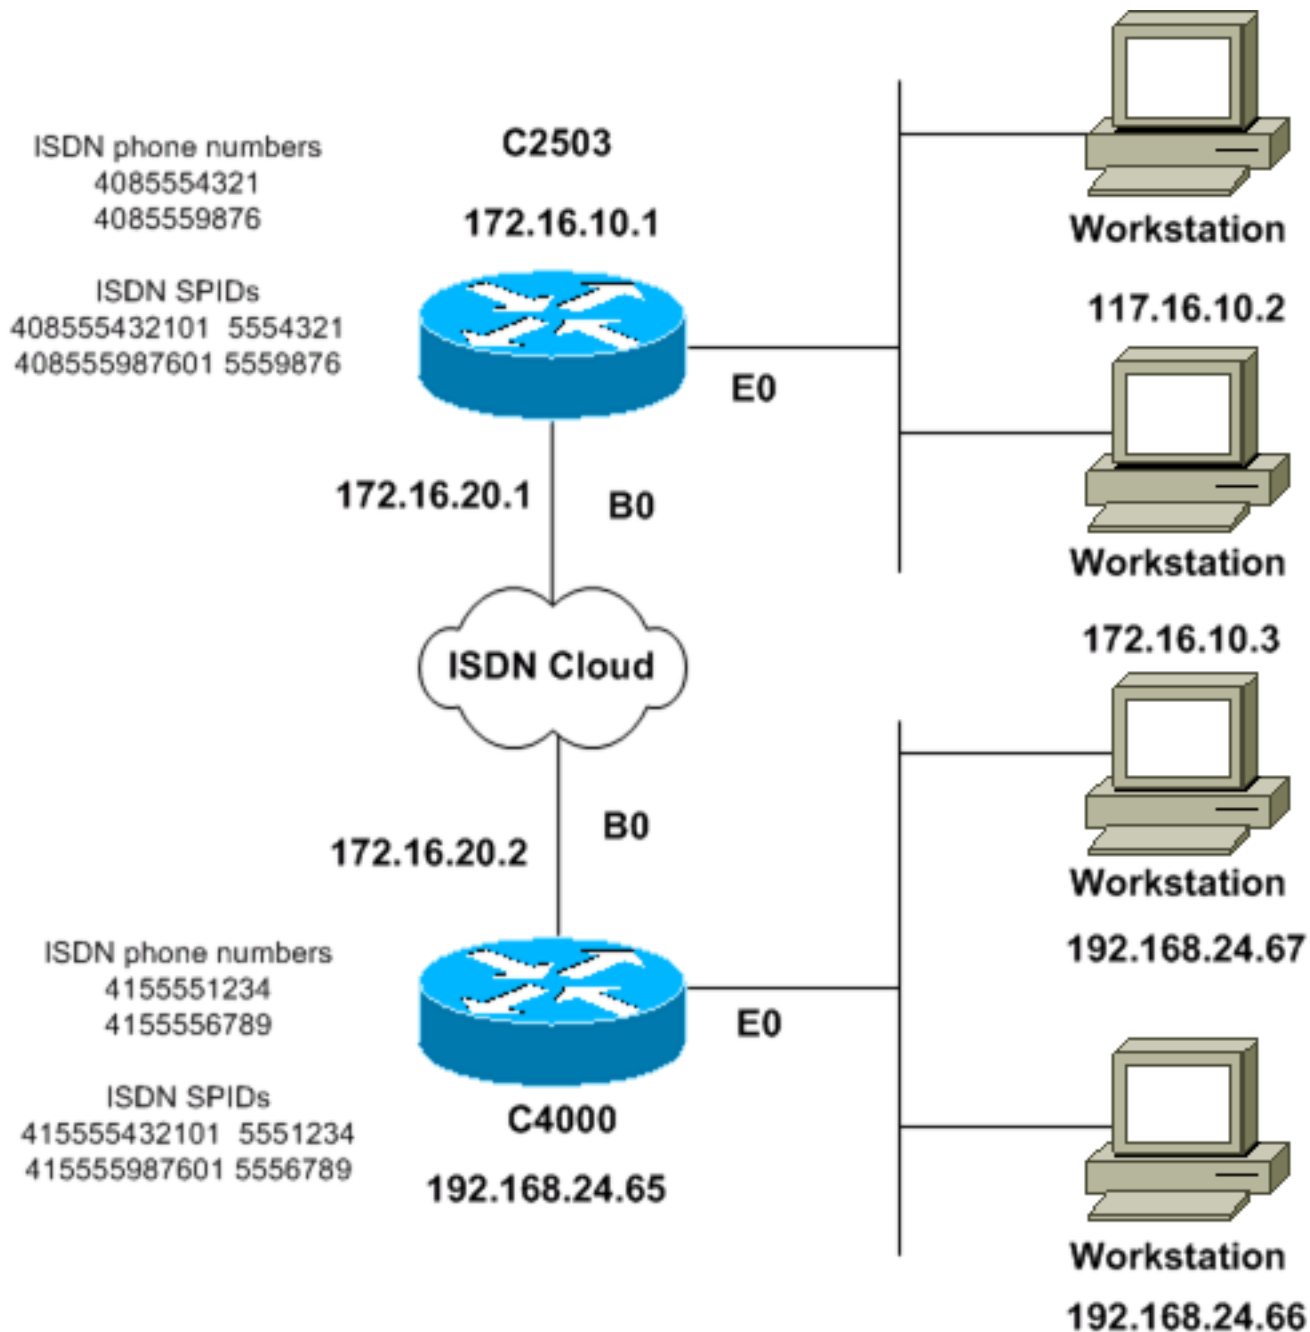 ISDN phone numbers
4085554321
4085559876
ISDN SPIDs
408555432101 5554321
408555987601 5559876
C2503
172.16.10.1
E0
172.16.20.1
B0
Workstation
117.16.10.2
Workstation
172.16.10.3
ISDN Cloud
172.16.20.2
B0
ISDN phone numbers
4155551234
4155556789
ISDN SPIDs
415555432101 5551234
415555987601 5556789
E0
C4000
192.168.24.65
Workstation
192.168.24.67
Workstation
192.168.24.66